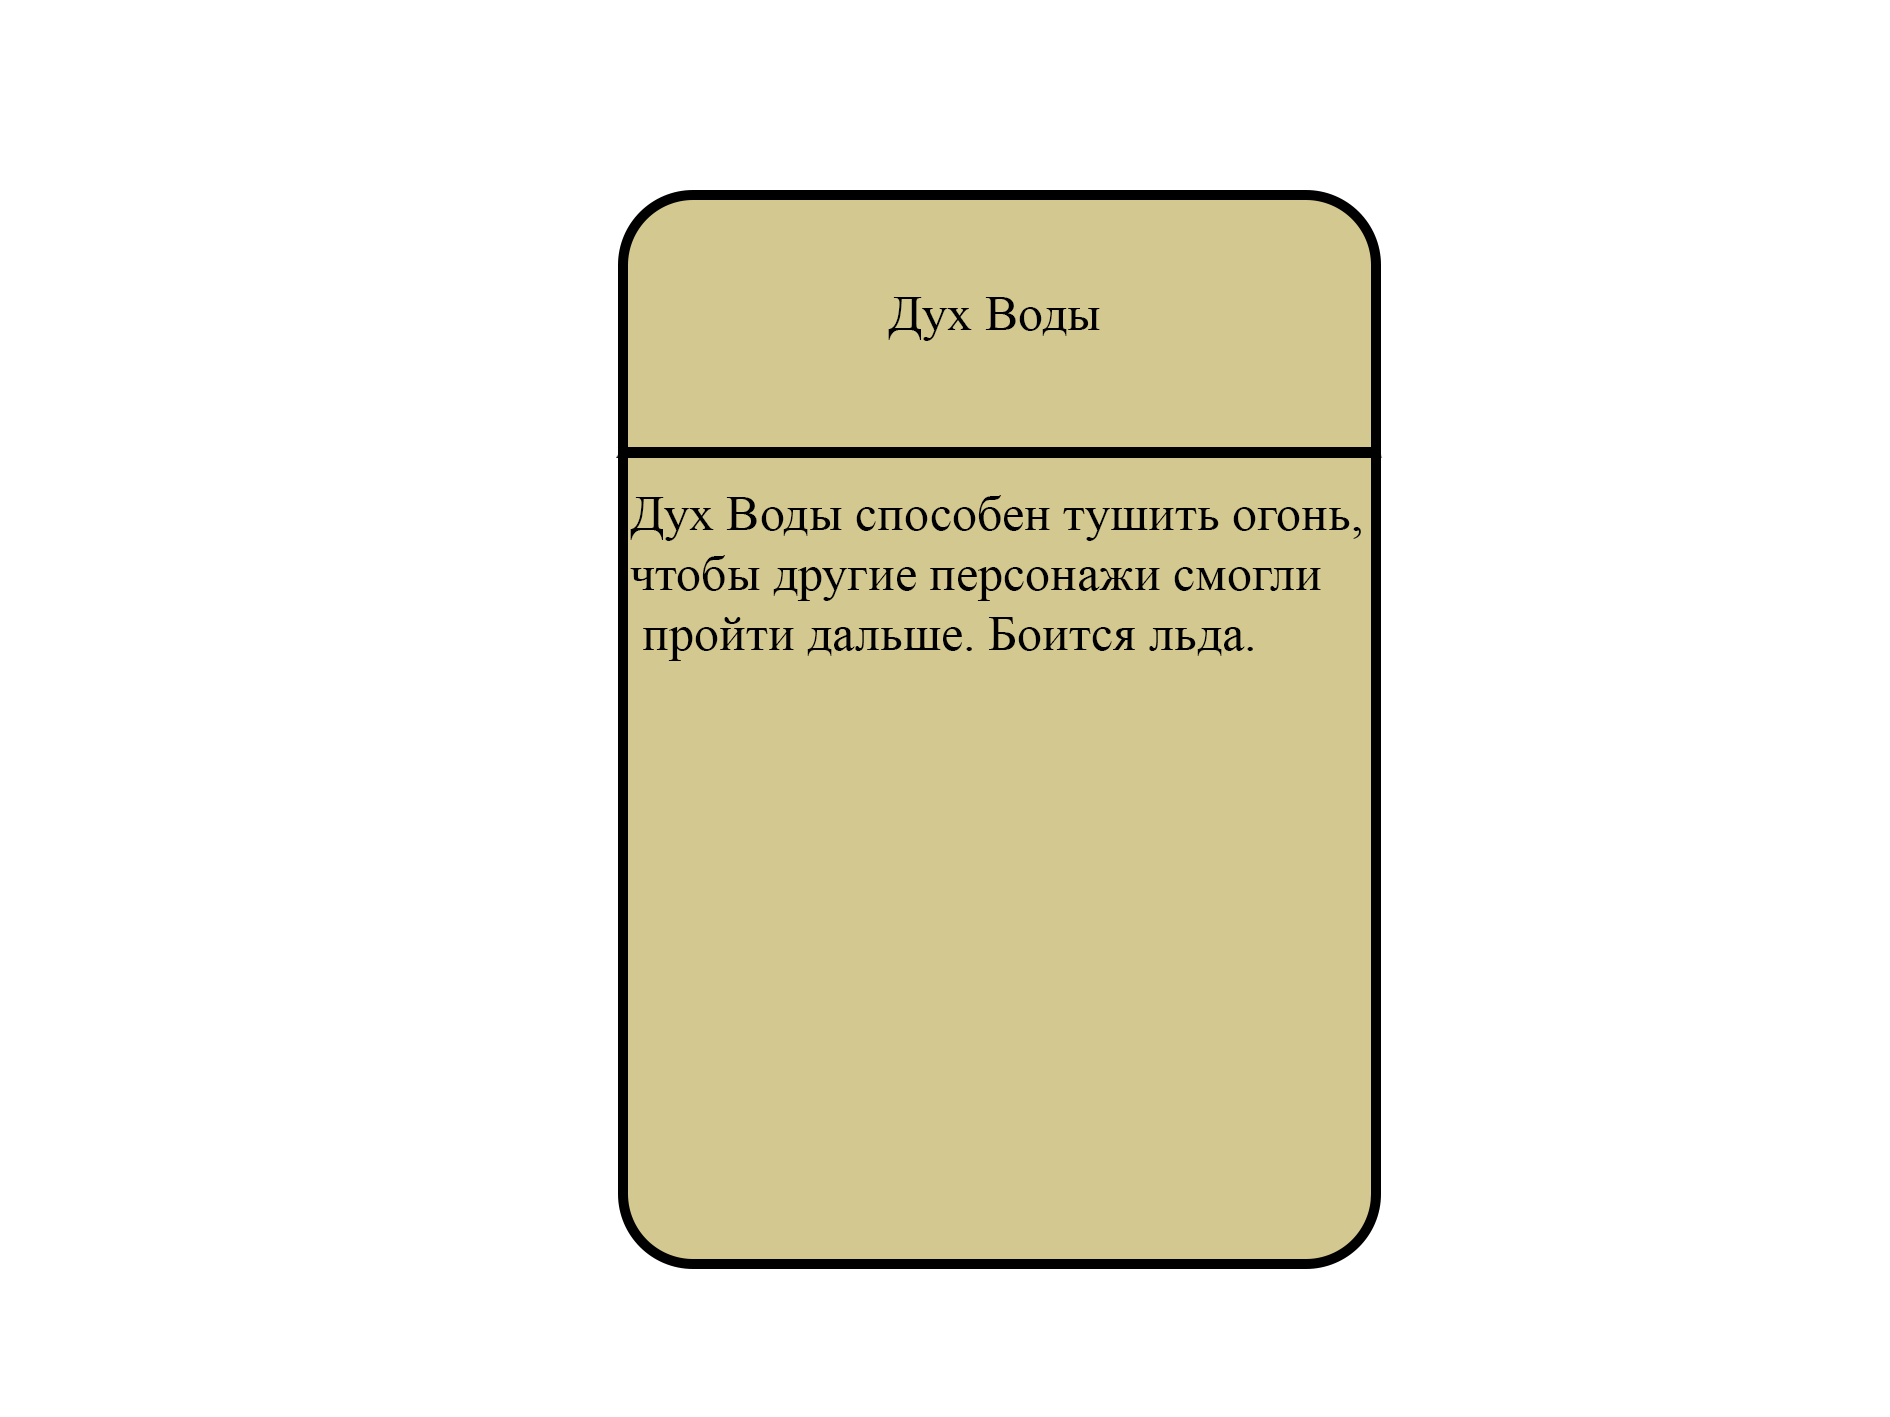 Дух Воды
Дух Воды способен тушить огонь,
чтобы другие персонажи смогли
пройти дальше. Боится льда.